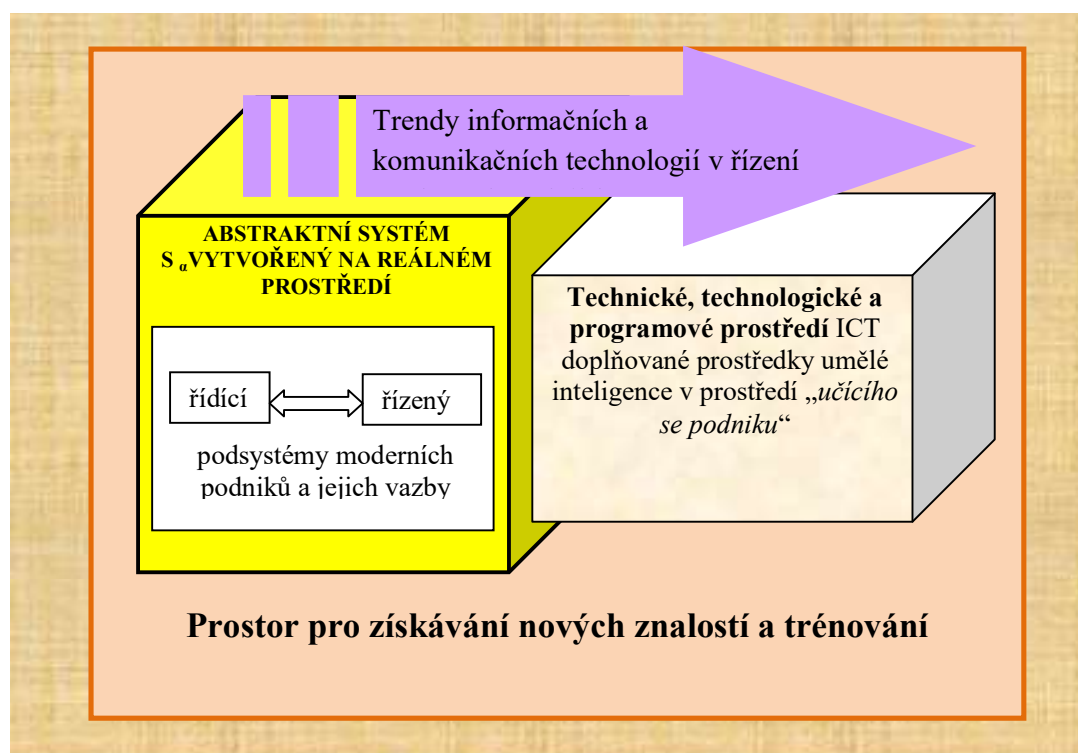 Trendy informačních a
komunikačních technologií v řízení
ABSTRAKTNÍ SYSTÉM
S αVYTVOŘENÝ NA REÁLNÉM
PROSTŘEDÍ
řídící
řízený
podsystémy moderních
podniků a jejich vazby
Technické, technologické a
programové prostředí ICT
doplňované prostředky umělé
inteligence v prostředí „učícího
se podniku“
Prostor pro získávání nových znalostí a trénování